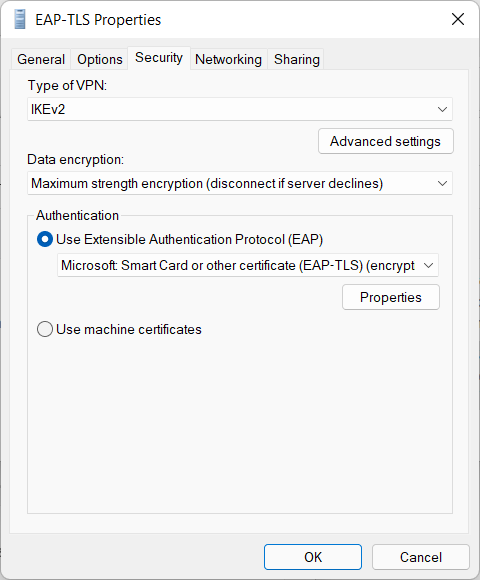 EAP-TLS Properties
General Options Security Networking Sharing
Type of VPN:
IKEv2
Advanced settings
Data encryption:
Maximum strength encryption (disconnect if server declines)
Authentication
Use Extensible Authentication Protocol (EAP)
Microsoft: Smart Card or other certificate (EAP-TLS) (encrypt
Properties
Use machine certificates
OK Cancel